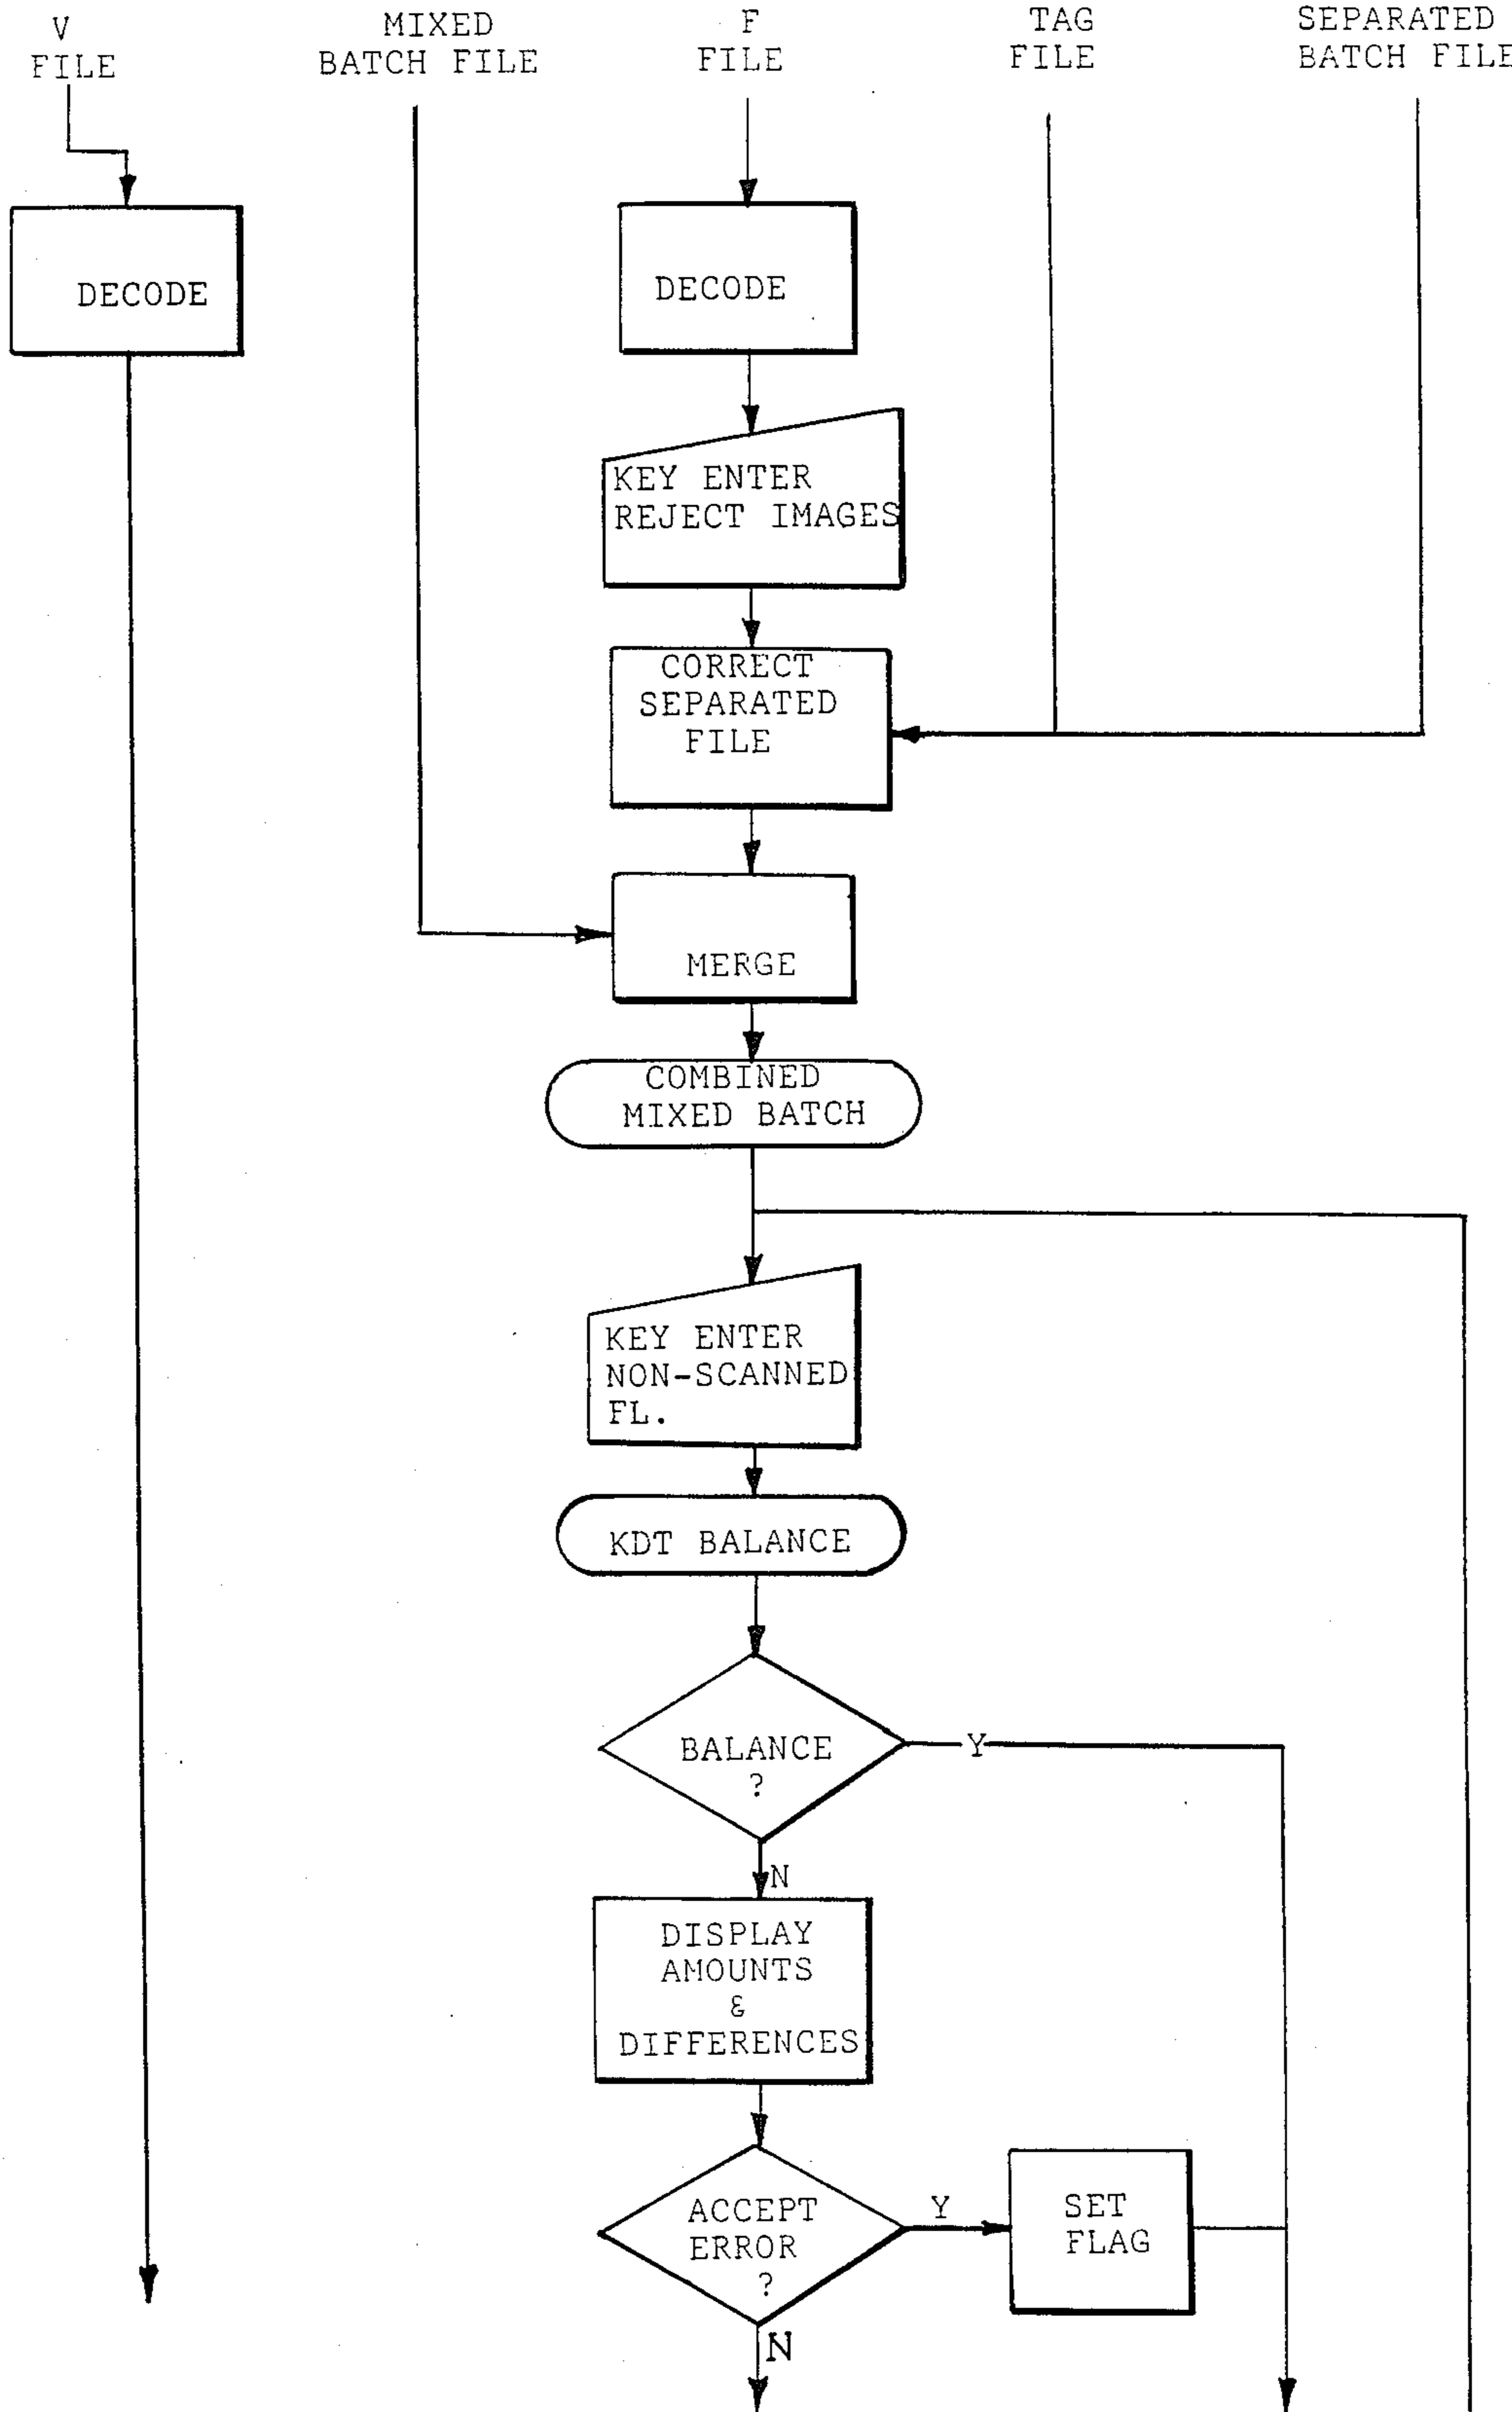 V
FILE
MIXED
BATCH FILE
F
FILE
TAG
FILE
SEPARATED
BATCH FILE
DECODE
DECODE
KEY ENTER
REJECT IMAGES
CORRECT
SEPARATED
FILE
MERGE
COMBINED
MIXED BATCH
KEY ENTER
NON-SCANNED
FL.
KDT BALANCE
BALANCE
?
Y
N
DISPLAY
AMOUNTS
&
DIFFERENCES
ACCEPT
ERROR
?
Y
SET
FLAG
N